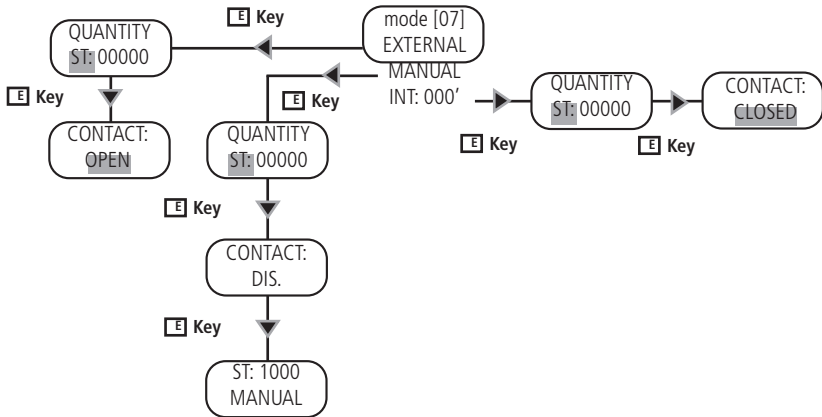 E Key
mode [07]
EXTERNAL
MANUAL
INT: 000'
QUANTITY
ST: 00000
E Key
CONTACT:
OPEN
E Key
QUANTITY
ST: 00000
E Key
CONTACT:
DIS.
E Key
ST: 1000
MANUAL
QUANTITY
ST: 00000
E Key
CONTACT:
CLOSED
E Key